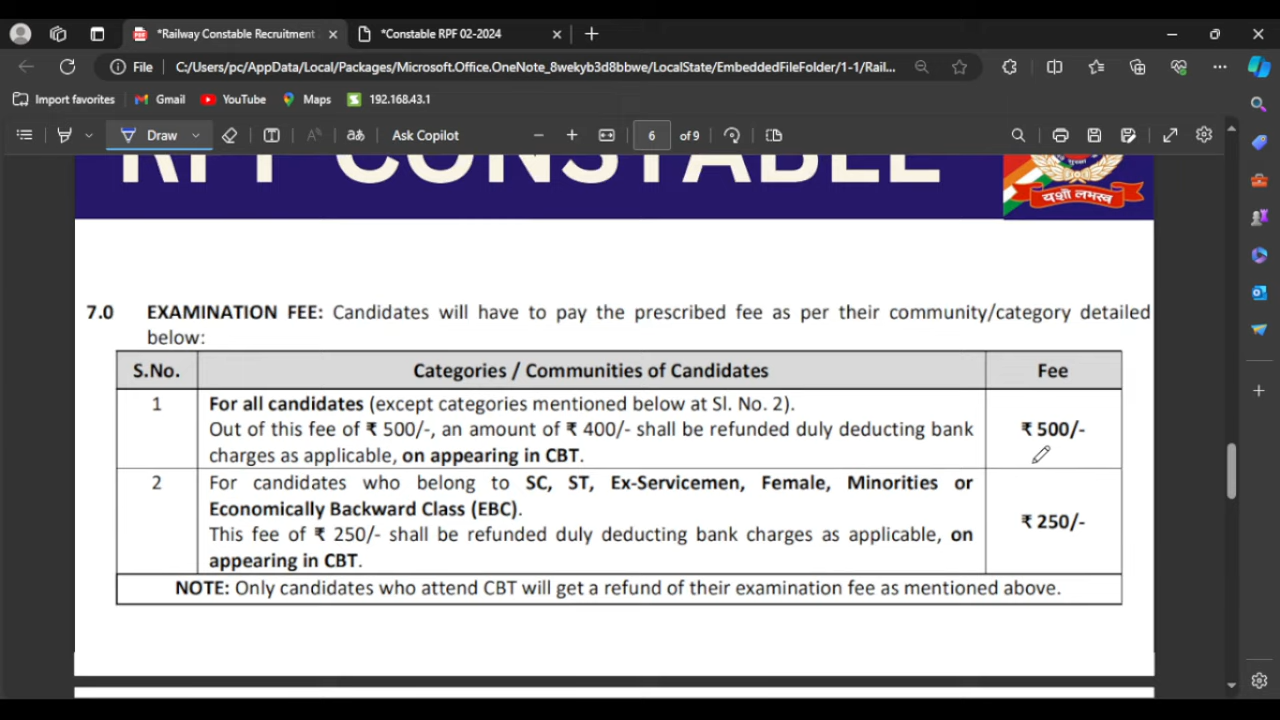 *Railway Constable Recruitment
*Constable RPF 02-2024
File
C:/Users/pc/AppData/Local/Packages/Microsoft.Office.OneNote_8wekyb3d8bbwe/LocalState/EmbeddedFileFolder/1-1/Rail...
Import favorites
Gmail
YouTube
Maps
192.168.43.1
Draw
Ask Copilot
6 of 9
RPF CONSTABLE
यशो लभस्व
7.0 EXAMINATION FEE: Candidates will have to pay the prescribed fee as per their community/category detailed
below:
S.No. Categories / Communities of Candidates Fee
1 For all candidates (except categories mentioned below at Sl. No. 2).
Out of this fee of ₹ 500/-, an amount of ₹ 400/- shall be refunded duly deducting bank
charges as applicable, on appearing in CBT.
₹ 500/-
2 For candidates who belong to SC, ST, Ex-Servicemen, Female, Minorities or
Economically Backward Class (EBC).
This fee of ₹ 250/- shall be refunded duly deducting bank charges as applicable, on
appearing in CBT.
₹ 250/-
NOTE: Only candidates who attend CBT will get a refund of their examination fee as mentioned above.